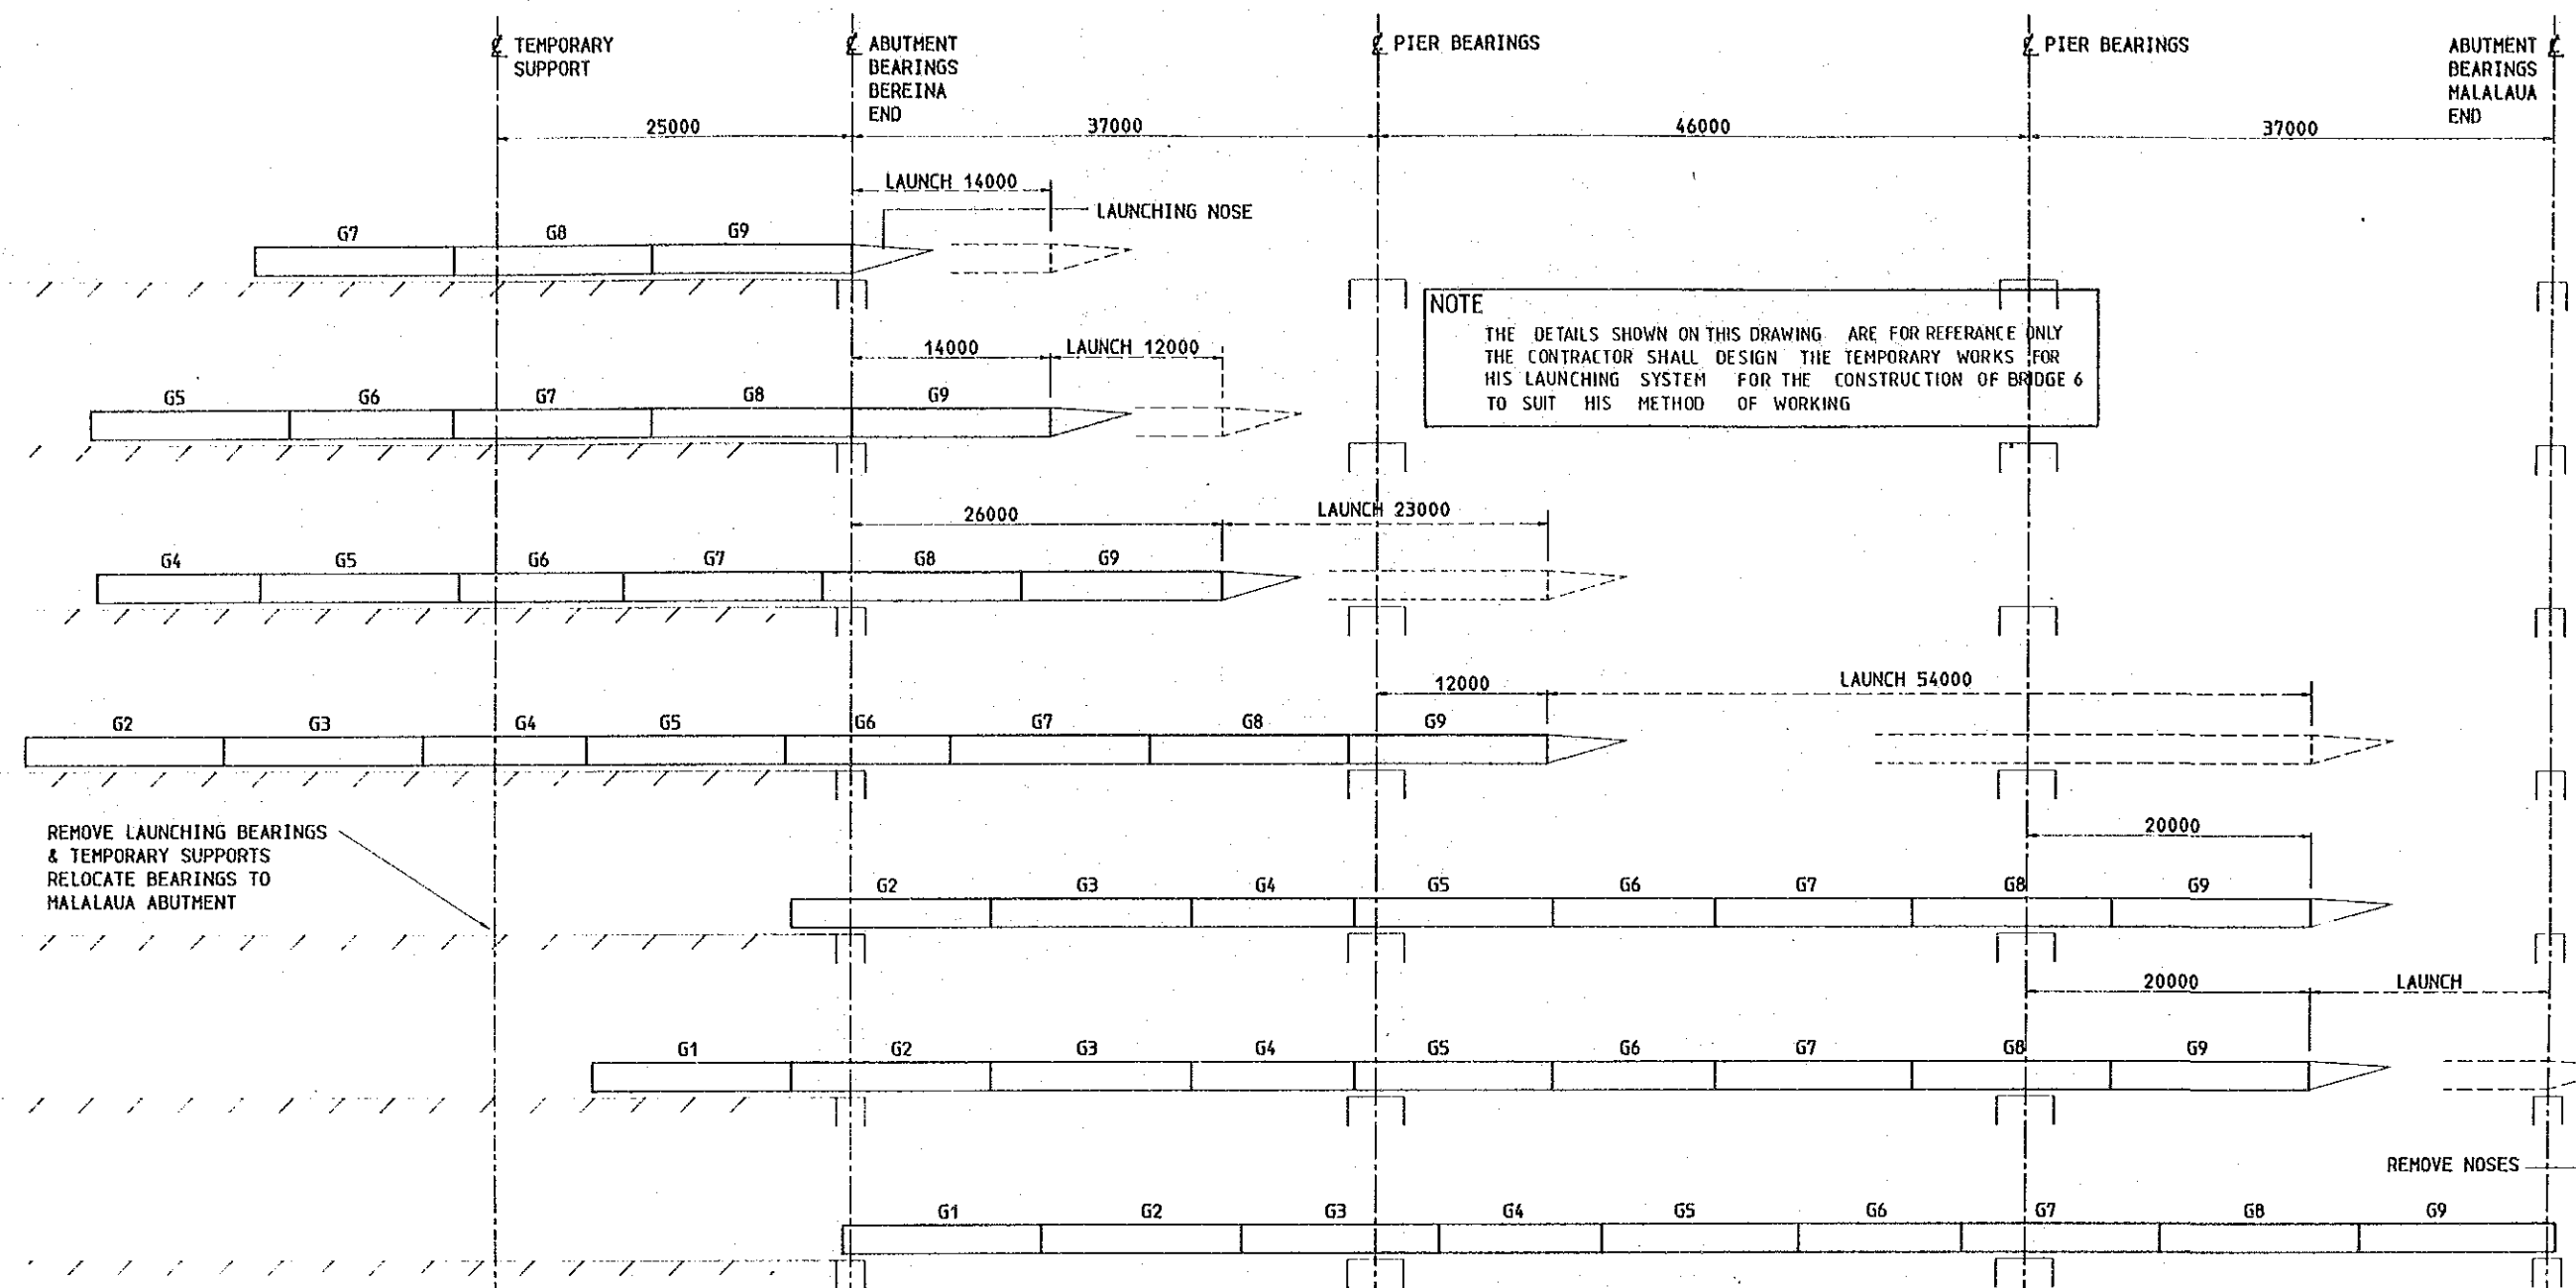 ℄ TEMPORARY
SUPPORT
℄ ABUTMENT
BEARINGS
BEREINA
END
℄ PIER BEARINGS
℄ PIER BEARINGS
ABUTMENT ℄
BEARINGS
MALALAUA
END
25000
37000
46000
37000
LAUNCH 14000
LAUNCHING NOSE
G7
G8
G9
NOTE
THE DETAILS SHOWN ON THIS DRAWING ARE FOR REFERANCE ONLY
THE CONTRACTOR SHALL DESIGN THE TEMPORARY WORKS FOR
HIS LAUNCHING SYSTEM FOR THE CONSTRUCTION OF BRIDGE 6
TO SUIT HIS METHOD OF WORKING
14000
LAUNCH 12000
G5
G6
G7
G8
G9
26000
LAUNCH 23000
G4
G5
G6
G7
G8
G9
12000
LAUNCH 54000
G2
G3
G4
G5
G6
G7
G8
G9
REMOVE LAUNCHING BEARINGS
& TEMPORARY SUPPORTS
RELOCATE BEARINGS TO
MALALAUA ABUTMENT
20000
G2
G3
G4
G5
G6
G7
G8
G9
20000
LAUNCH
G1
G2
G3
G4
G5
G6
G7
G8
G9
REMOVE NOSES
G1
G2
G3
G4
G5
G6
G7
G8
G9